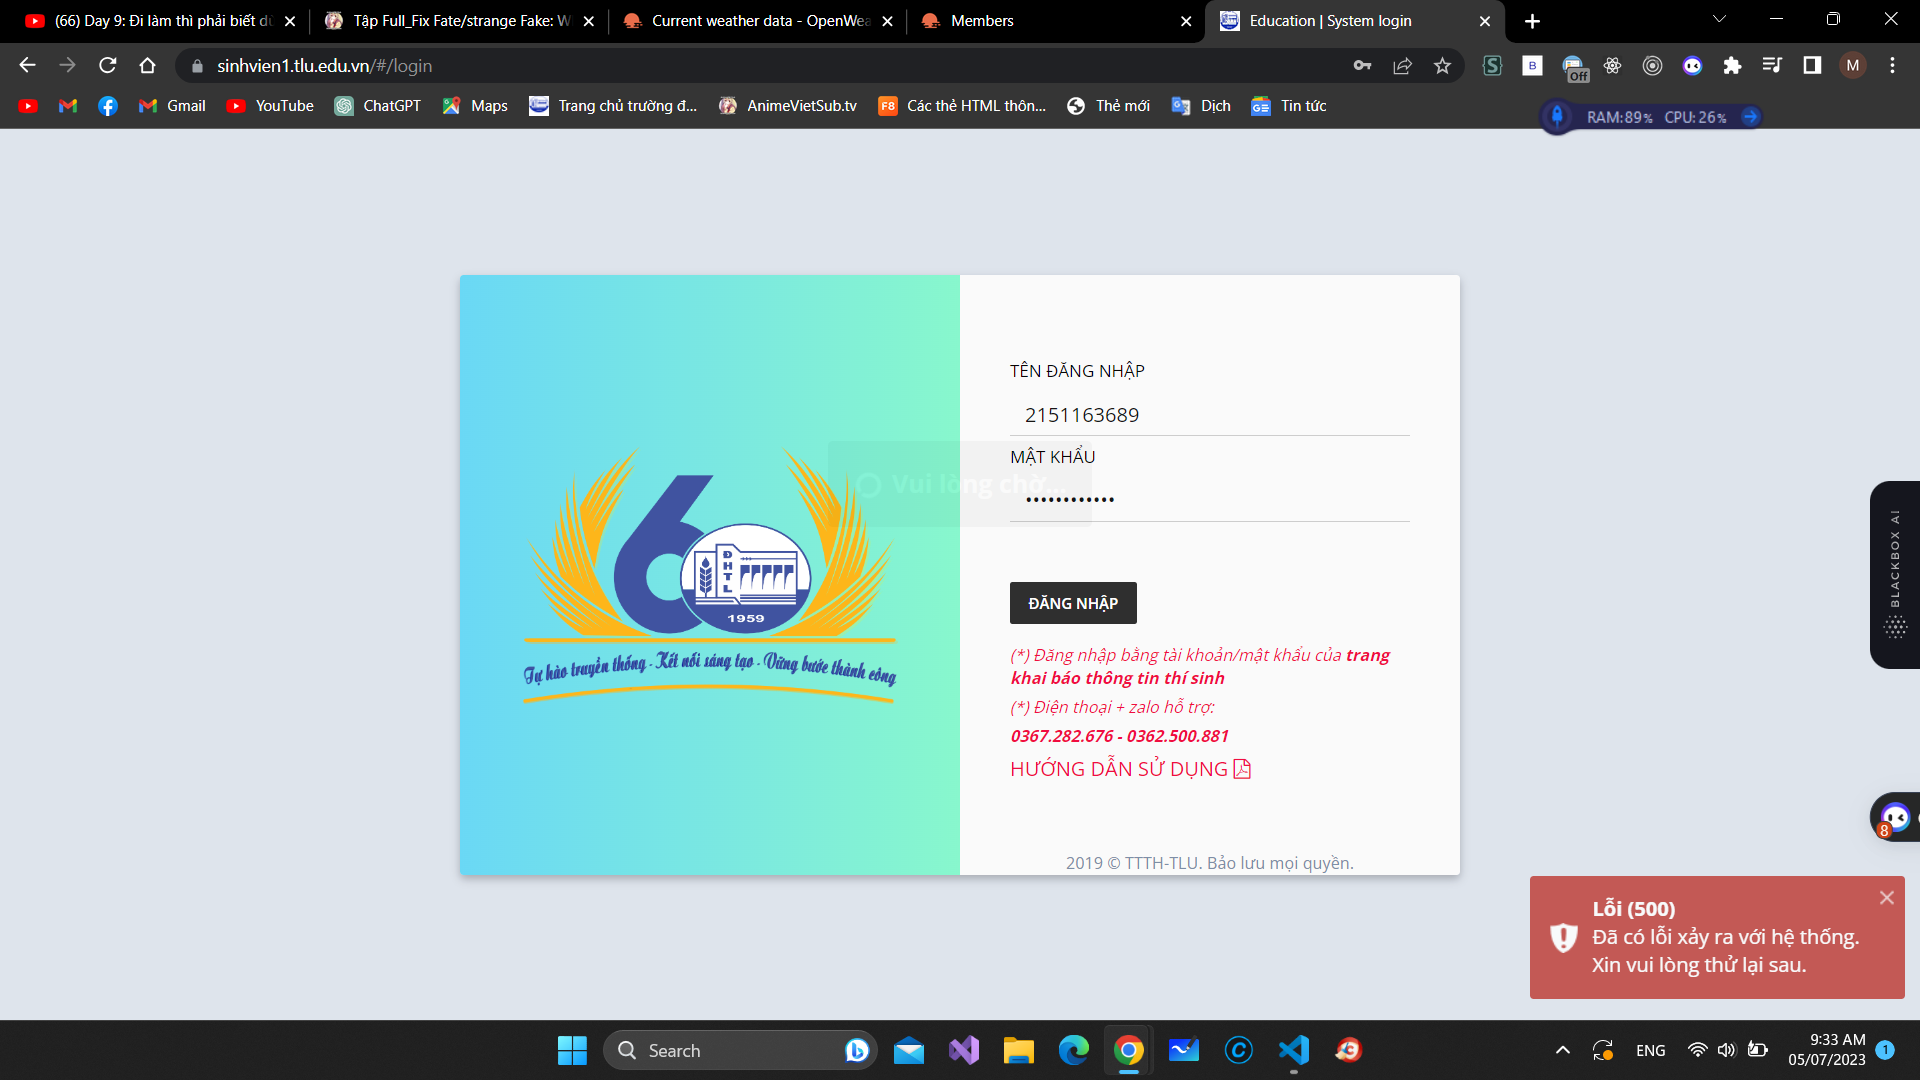 (66) Day 9: Đi làm thì phải biết dù
Tập Full_Fix Fate/strange Fake: W
Current weather data - OpenWea
Members
Education | System login
sinhvien1.tlu.edu.vn/#/login
Off
M
Gmail
YouTube
ChatGPT
Maps
Trang chủ trường đ...
AnimeVietSub.tv
F8
Các thẻ HTML thôn...
Thẻ mới
Dịch
Tin tức
RAM:89% CPU: 26%
TÊN ĐĂNG NHẬP
2151163689
MẬT KHẨU
Vui lòng chờ...
••••••••••••
ĐĂNG NHẬP
(*) Đăng nhập bằng tài khoản/mật khẩu của trang
khai báo thông tin thí sinh
(*) Điện thoại + zalo hỗ trợ:
0367.282.676 - 0362.500.881
HƯỚNG DẪN SỬ DỤNG
2019 © TTTH-TLU. Bảo lưu mọi quyền.
60
ĐHTL
1959
Tự hào truyền thống - Kết nối sáng tạo - Vững bước thành công
BLACKBOX AI
8
Lỗi (500)
Đã có lỗi xảy ra với hệ thống.
Xin vui lòng thử lại sau.
Search
ENG
9:33 AM
05/07/2023
1